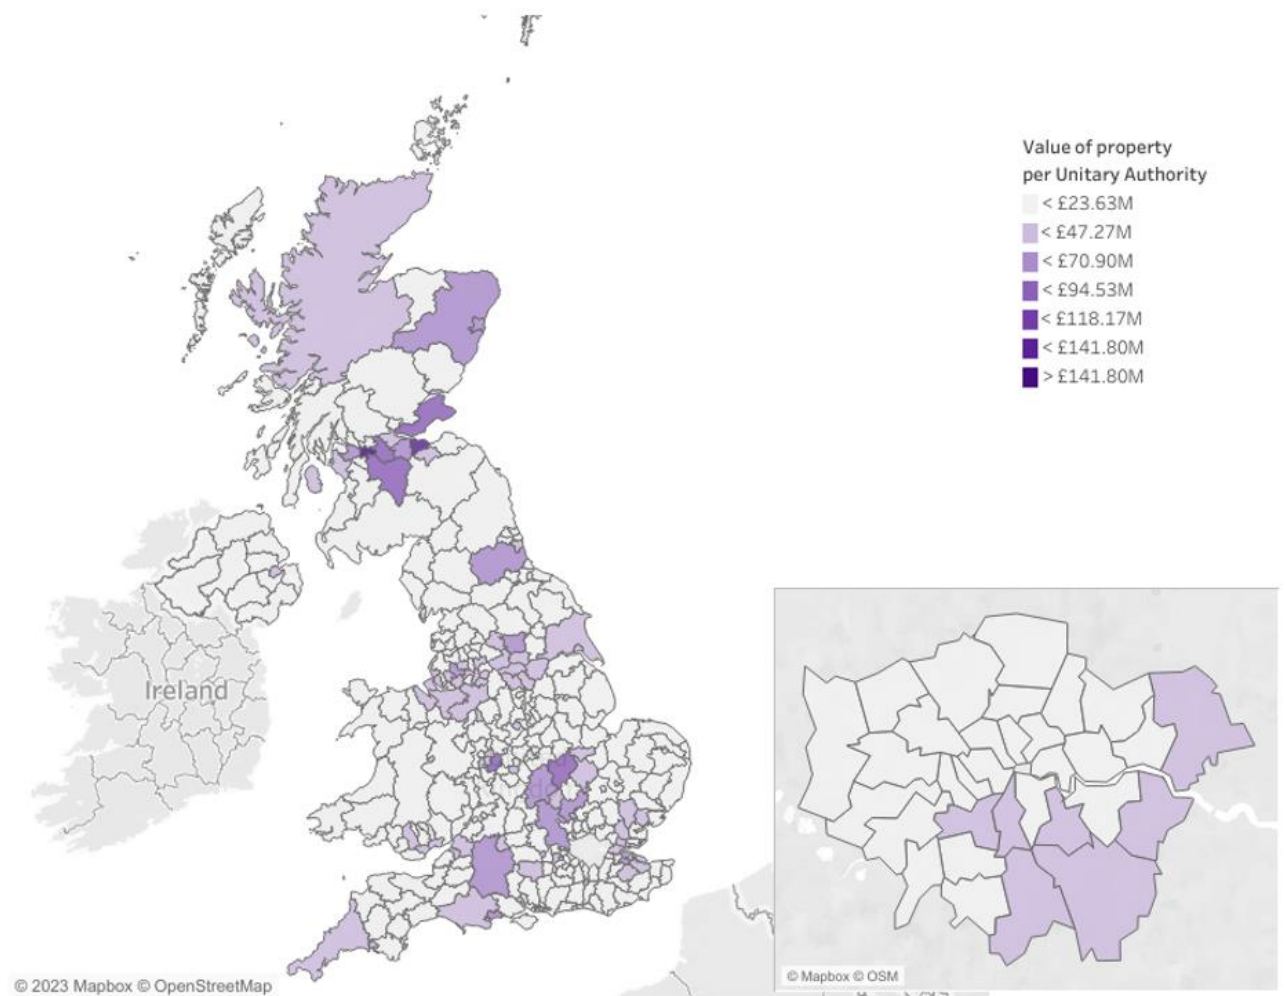 Value of property
per Unitary Authority
< £23.63M
< £47.27M
< £70.90M
< £94.53M
< £118.17M
< £141.80M
> £141.80M
Ireland
© Mapbox © OSM
© 2023 Mapbox © OpenStreetMap